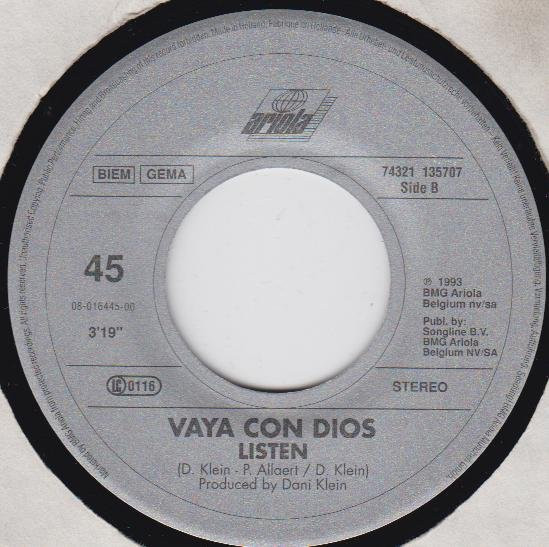 ariola
BIEM GEMA
74321 135707
Side B
45
08-016445-00
3'19"
℗ 1993
BMG Ariola
Belgium nv/sa
Publ. by:
Songline B.V.
BMG Ariola
Belgium NV/SA
LC 0116
STEREO
VAYA CON DIOS
LISTEN
(D. Klein - P. Allaert / D. Klein)
Produced by Dani Klein